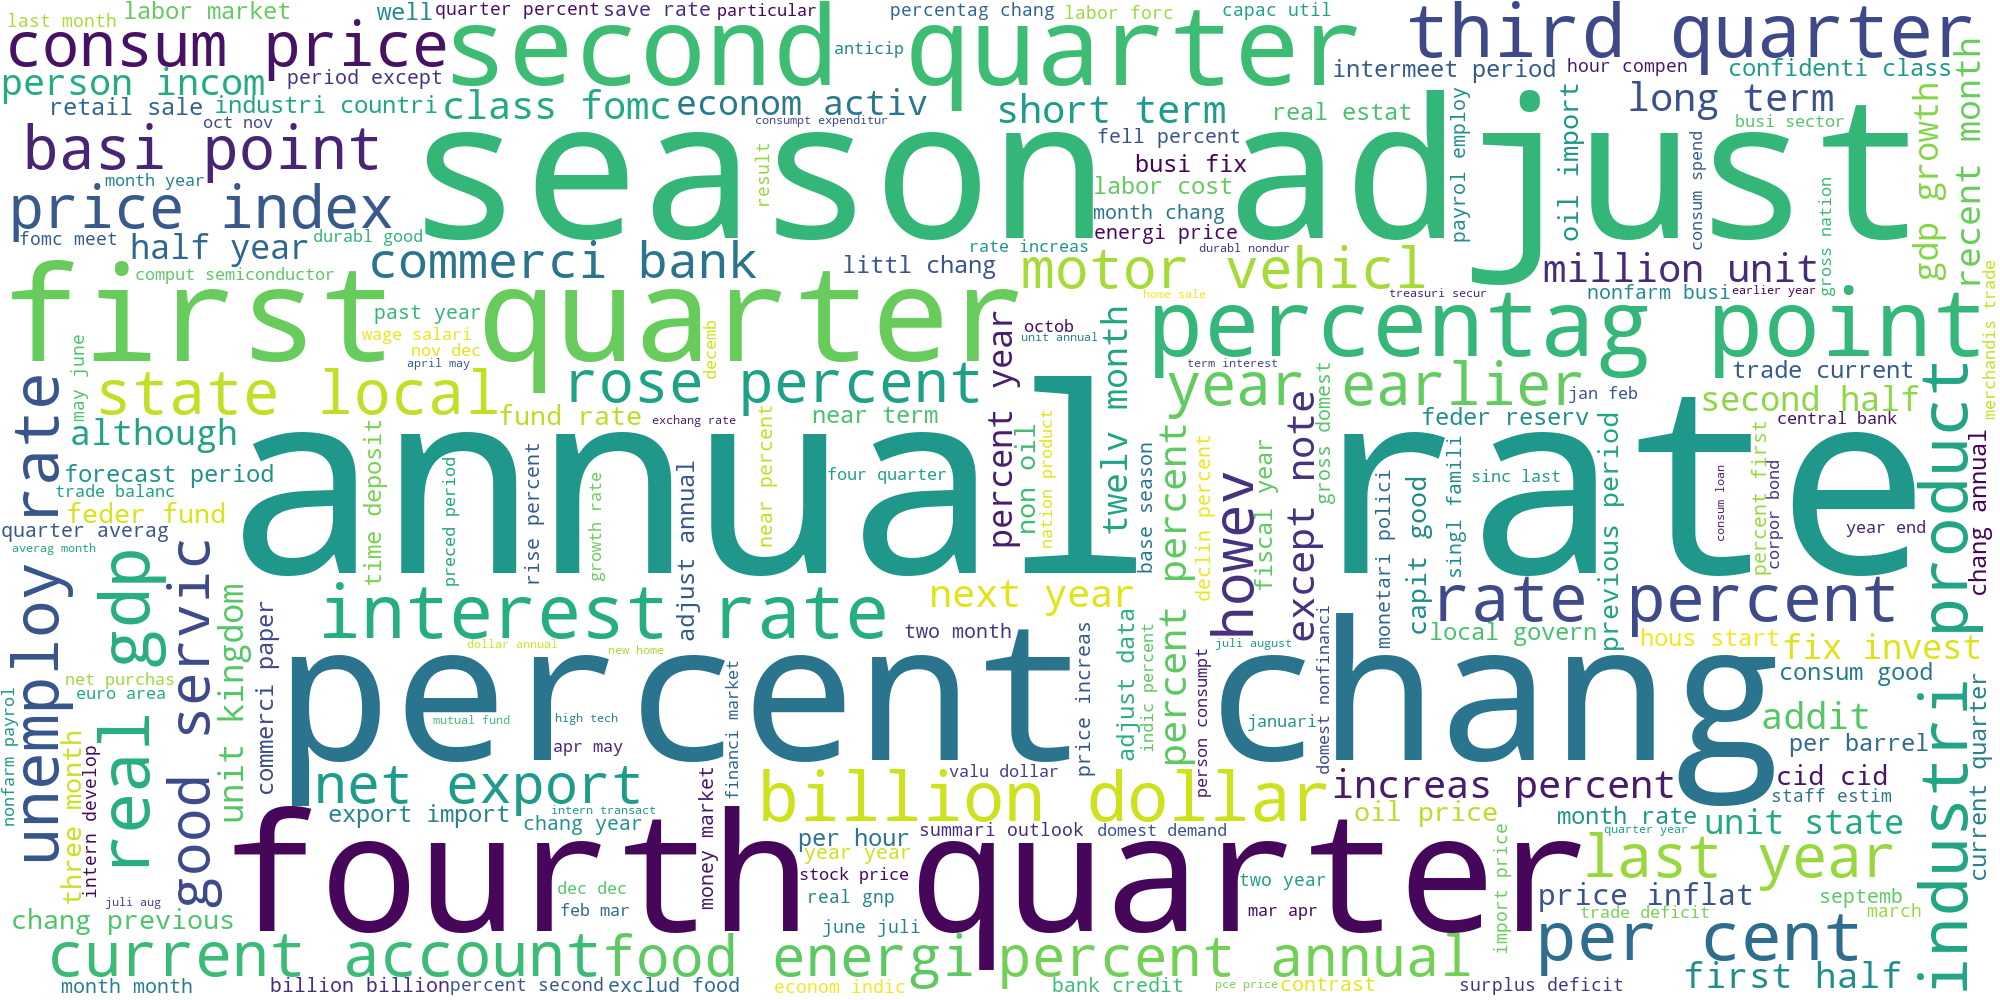 last month
labor market
well
quarter percent
save rate
particular
percentag chang
labor forc
capac util
consum price
second quarter
third quarter
anticip
person incom
period except
intermeet period
hour compen
confidenti class
retail sale
industri countri
class fomc
econom activ
short term
real estat
long term
oct nov
consumpt expenditur
busi sector
basi point
season adjust
fell percent
busi fix
labor cost
month year
result
payrol employ
oil import
consum spend
gdp growth
recent month
price index
month chang
energi price
gross nation
fomc meet
half year
durabl good
rate increas
durabl nondur
commerci bank
littl chang
motor vehicl
million unit
comput semiconductor
first quarter
home sale
treasuri secur
nonfarm busi
earlier year
merchandis trade
past year
wage salari
nov dec
april may
decemb
octob
unit annual
percentag point
may june
state local
rose percent
percent year
twelv month
term interest
year earlier
trade current
jan feb
second half
unemploy rate
although
fund rate
exchang rate
near term
feder reserv
central bank
annual rate
forecast period
time deposit
preced period
rise percent
growth rate
adjust annual
near percent
four quarter
non oil
nation product
base season
percent percent
declin percent
howev
fiscal year
except note
gross domest
monetari polici
capit good
singl famili
sinc last
previous period
consum loan
percent first
corpor bond
year end
industri product
chang annual
trade balanc
feder fund
quarter averag
averag month
real gdp
good servic
unit kingdom
commerci paper
interest rate
next year
rate percent
two month
local govern
hous start
fix invest
dollar annual
new home
juli august
percent chang
net purchas
euro area
consum good
nonfarm payrol
three month
intern develop
mutual fund
high tech
apr may
financi market
price increas
adjust data
indic percent
person consumpt
januari
domest nonfinanci
addit
per barrel
current quarter
net export
valu dollar
billion dollar
increas percent
cid cid
staff estim
export import
intern transact
chang year
money market
per hour
summari outlook
domest demand
oil price
month rate
quarter year
unit state
fourth quarter
year year
stock price
last year
juli aug
dec dec
feb mar
real gnp
two year
mar apr
import price
price inflat
septemb
trade deficit
march
chang previous
june juli
current account
food energi
percent annual
per cent
first half
month month
billion billion
percent second
exclud food
econom indic
bank credit
pce price
contrast
surplus deficit